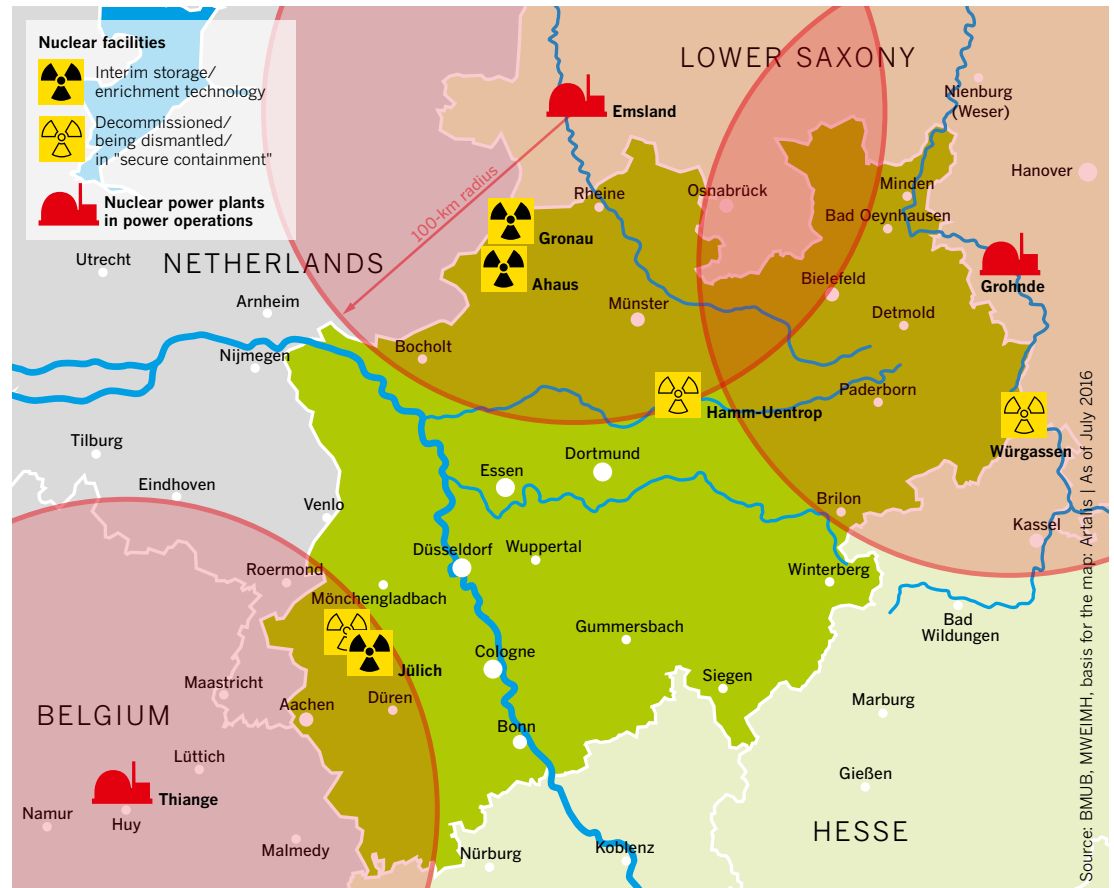 Nuclear facilities
Interim storage/
enrichment technology
Decommissioned/
being dismantled/
in "secure containment"
Nuclear power plants
in power operations
LOWER SAXONY
Emsland
Nienburg
(Weser)
Hanover
100-km radius
Rheine
Osnabrück
Minden
Bad Oeynhausen
Gronau
Ahaus
Utrecht
NETHERLANDS
Arnheim
Münster
Bielefeld
Grohnde
Detmold
Nijmegen
Bocholt
Paderborn
Hamm-Uentrop
Würgassen
Tilburg
Eindhoven
Essen
Dortmund
Venlo
Brilon
Kassel
Düsseldorf
Wuppertal
Roermond
Winterberg
Mönchengladbach
Bad
Wildungen
Gummersbach
Cologne
Jülich
Siegen
Maastricht
Düren
Aachen
Marburg
BELGIUM
Bonn
Lüttich
Thiange
Gießen
Namur
Huy
HESSE
Malmedy
Nürburg
Koblenz
Source: BMUB, MWEIMH, basis for the map: Artalis | As of July 2016